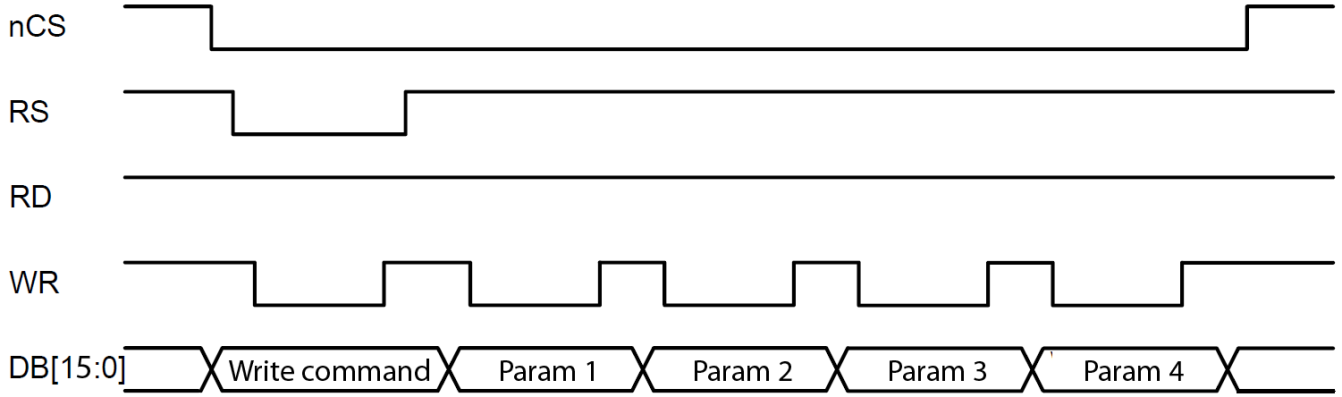 nCS
RS
RD
WR
DB[15:0] Write command Param 1 Param 2 Param 3 Param 4